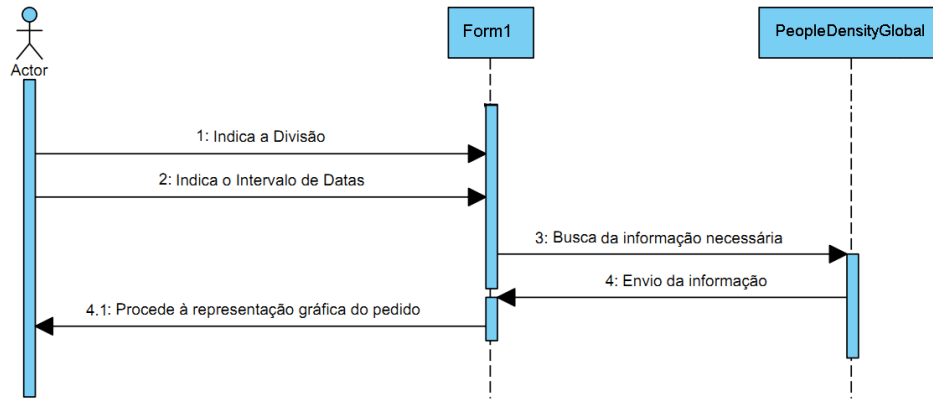 Form1
PeopleDensityGlobal
Actor
1: Indica a Divisão
2: Indica o Intervalo de Datas
3: Busca da informação necessária
4: Envio da informação
4.1: Procede à representação gráfica do pedido